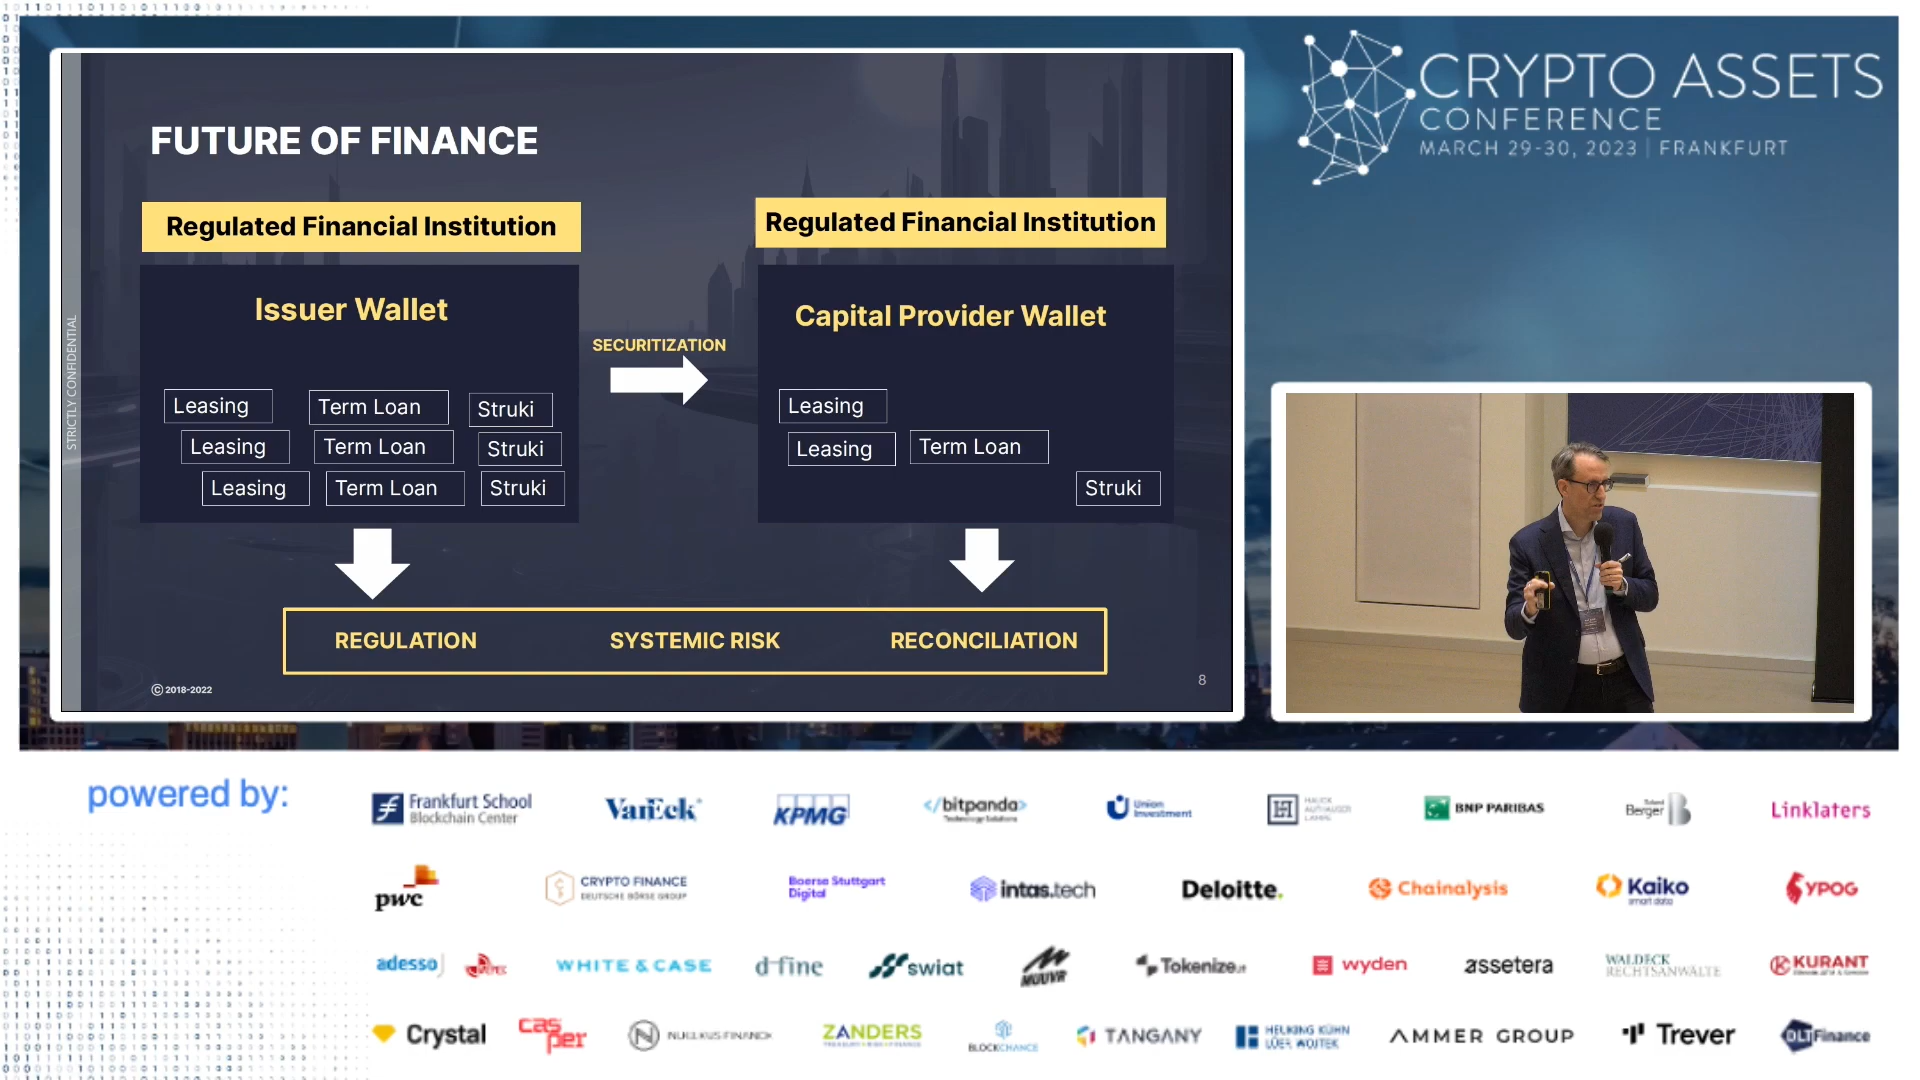 FUTURE OF FINANCE
Regulated Financial Institution
Regulated Financial Institution
Issuer Wallet
Capital Provider Wallet
SECURITIZATION
Leasing
Term Loan
Struki
Leasing
Term Loan
Struki
Leasing
Term Loan
Struki
Leasing
Leasing
Term Loan
Struki
REGULATION
SYSTEMIC RISK
RECONCILIATION
© 2018-2022
8
STRICTLY CONFIDENTIAL
CRYPTO ASSETS
CONFERENCE
MARCH 29-30, 2023 | FRANKFURT
powered by:
Frankfurt School
Blockchain Center
VanEck
KPMG
</bitpanda>
Technology Solutions
Union
Investment
HAUCK
AUFHÄUSER
LAMPE
BNP PARIBAS
Roland
Berger
Linklaters
pwc
CRYPTO FINANCE
DEUTSCHE BÖRSE GROUP
Boerse Stuttgart
Digital
intas.tech
Deloitte.
Chainalysis
Kaiko
smart data
YPOG
adesso
WHITE & CASE
d-fine
swiat
MOUVR
Tokenize.it
wyden
assetera
WALDECK
RECHTSANWÄLTE
KURANT
Crystal
casper
ZANDERS
TREASURY RISK FINANCE
BLOCKCHANCE
TANGANY
HEUKING KÜHN
LÜER WOJTEK
AMMER GROUP
Trever
DLT Finance